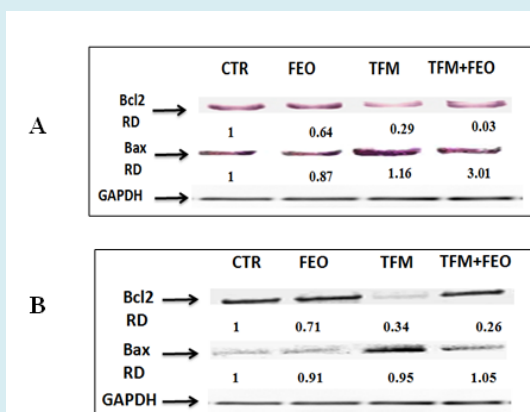 A
CTR FEO TFM TFM+FEO
Bcl2
RD 1 0.64 0.29 0.03
Bax
RD 1 0.87 1.16 3.01
GAPDH
B
CTR FEO TFM TFM+FEO
Bcl2
RD 1 0.71 0.34 0.26
Bax
RD 1 0.91 0.95 1.05
GAPDH